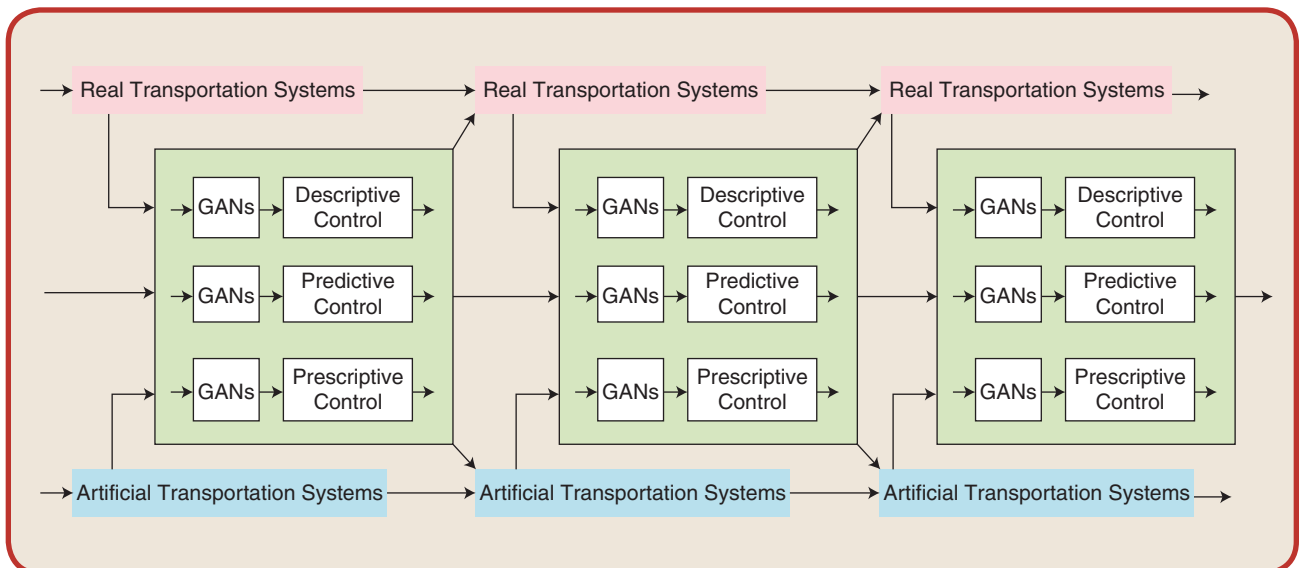 Real Transportation Systems
Real Transportation Systems
Real Transportation Systems
GANs
Descriptive
Control
GANs
Predictive
Control
GANs
Prescriptive
Control
GANs
Descriptive
Control
GANs
Predictive
Control
GANs
Prescriptive
Control
GANs
Descriptive
Control
GANs
Predictive
Control
GANs
Prescriptive
Control
Artificial Transportation Systems
Artificial Transportation Systems
Artificial Transportation Systems